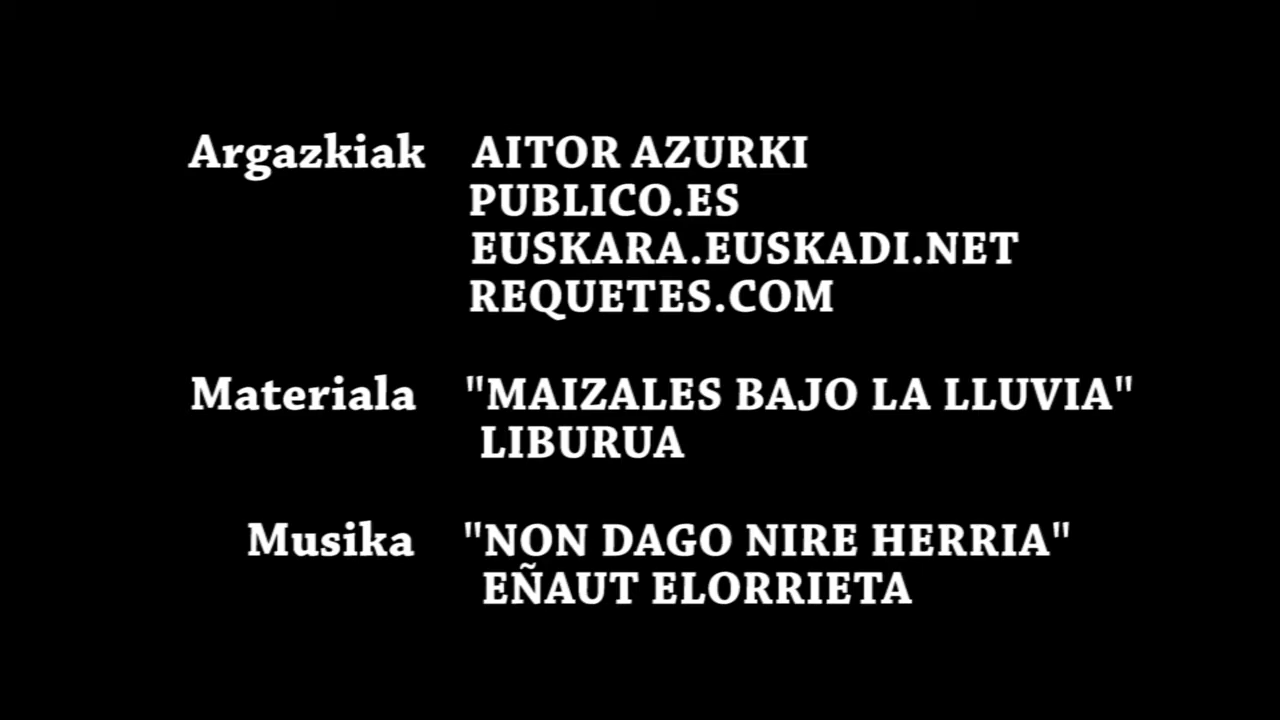 Argazkiak AITOR AZURKI
PUBLICO.ES
EUSKARA.EUSKADI.NET
REQUETES.COM
Materiala "MAIZALES BAJO LA LLUVIA"
LIBURUA
Musika "NON DAGO NIRE HERRIA"
EÑAUT ELORRIETA